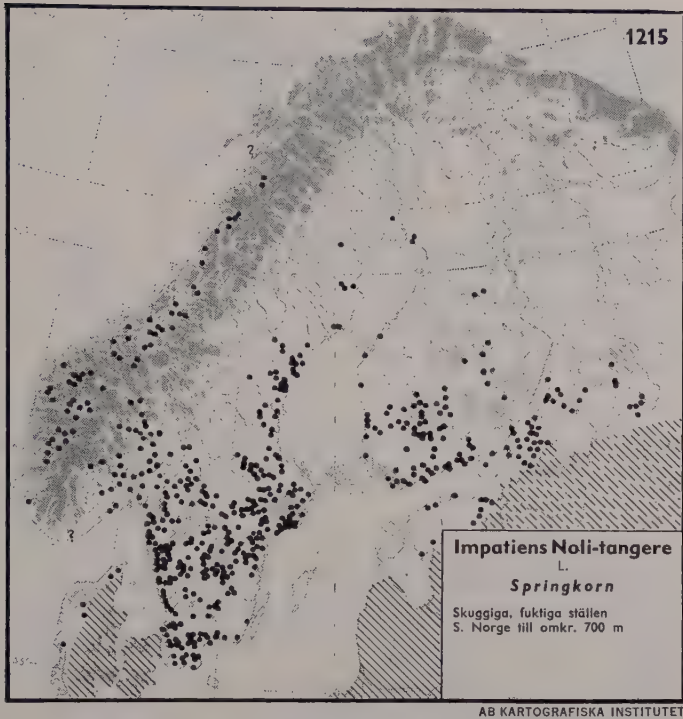 1215
?
?
Impatiens Noli-tangere
L.
Springkorn
Skuggiga, fuktiga ställen
S. Norge till omkr. 700 m
AB KARTOGRAFISKA INSTITUTET